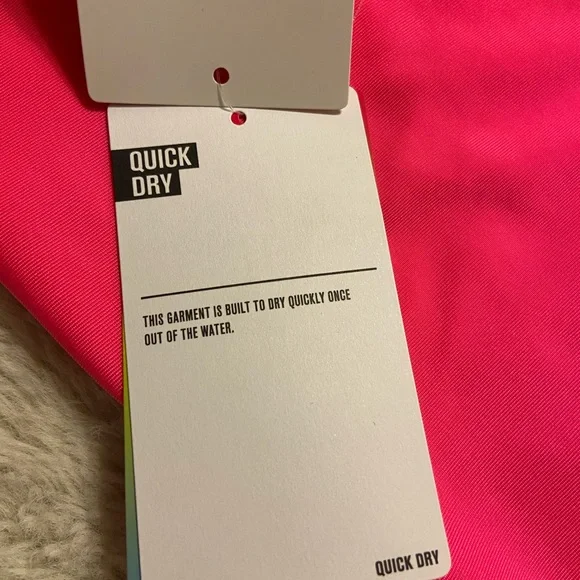 QUICK
DRY
THIS GARMENT IS BUILT TO DRY QUICKLY ONCE
OUT OF THE WATER.
QUICK DRY